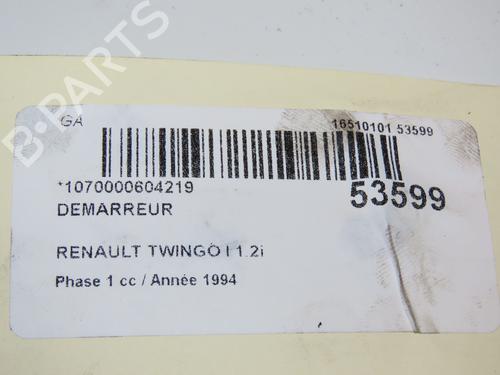 GA 16510101 53599
*1070000604219
53599
DEMARREUR
RENAULT TWINGO I 1.2i
Phase 1 cc / Année 1994
B-PARTS